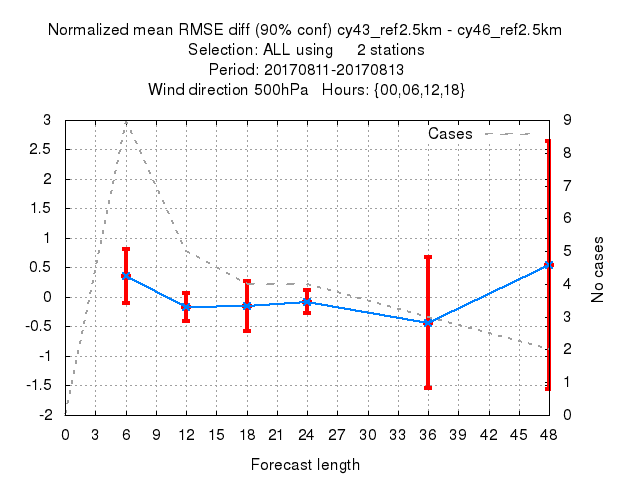 Normalized mean RMSE diff (90% conf) cy43_ref2.5km - cy46_ref2.5km
Selection: ALL using 2 stations
Period: 20170811-20170813
Wind direction 500hPa Hours: {00,06,12,18}
Cases
3
2.5
2
1.5
1
0.5
0
-0.5
-1
-1.5
-2
9
8
7
6
5
4
3
2
1
0
No cases
0 3 6 9 12 15 18 21 24 27 30 33 36 39 42 45 48
Forecast length